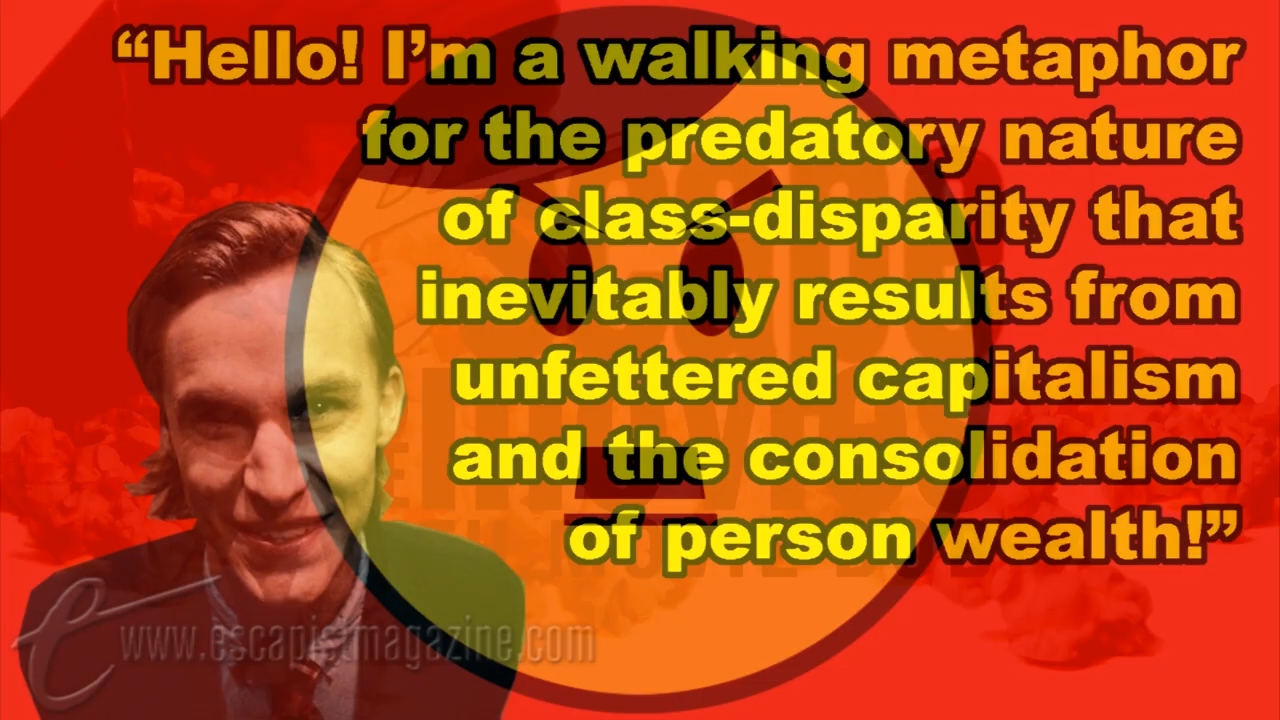 “Hello! I’m a walking metaphor
for the predatory nature
of class-disparity that
inevitably results from
unfettered capitalism
and the consolidation
of person wealth!”
www.escapistmagazine.com